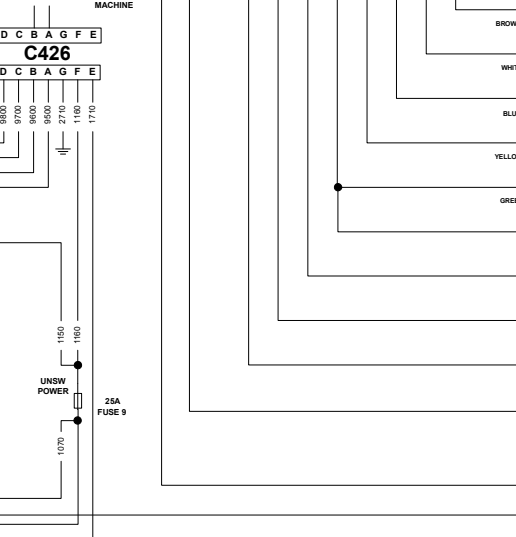 MACHINE
D C B A G F E
C426
D C B A G F E
9800 9700 9600 9500 2710 1160 1710
BROW
WHIT
BLU
YELLO
GREE
1150 1160
UNSW
POWER
25A
FUSE 9
1070